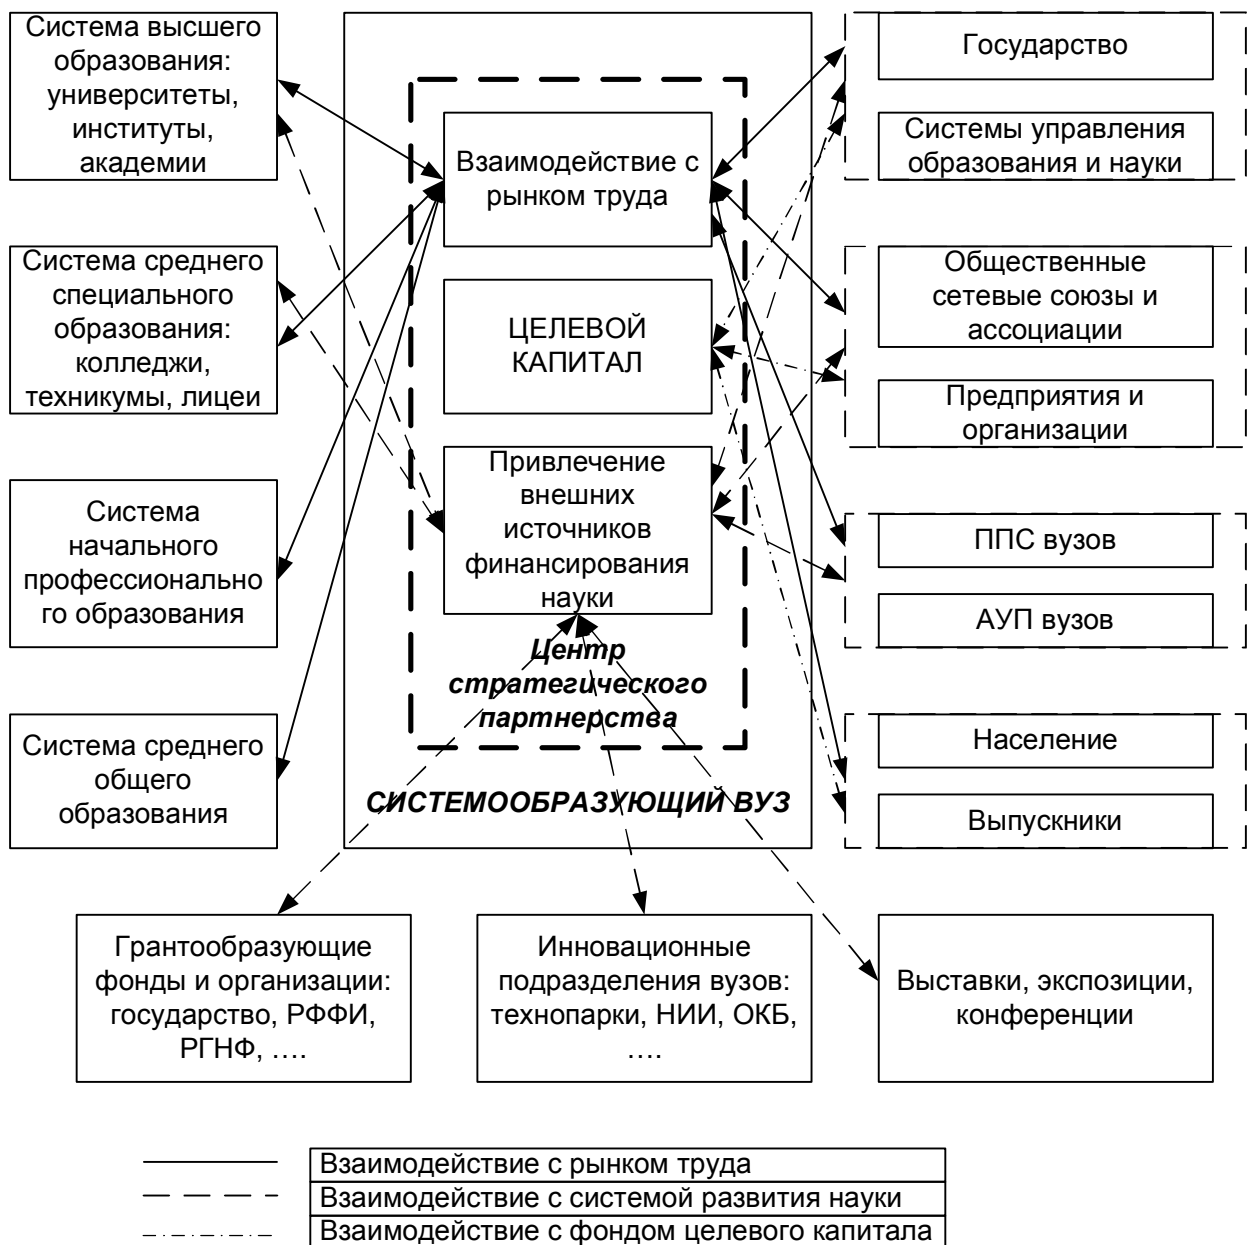 Система высшего
образования:
университеты,
институты,
академии
Система среднего
специального
образования:
колледжи,
техникумы, лицеи
Система
начального
профессионально
го образования
Система среднего
общего
образования
Взаимодействие с
рынком труда
ЦЕЛЕВОЙ
КАПИТАЛ
Привлечение
внешних
источников
финансирования
науки
Центр
стратегического
партнерства
СИСТЕМООБРАЗУЮЩИЙ ВУЗ
Государство
Системы управления
образования и науки
Общественные
сетевые союзы и
ассоциации
Предприятия и
организации
ППС вузов
АУП вузов
Население
Выпускники
Грантообразующие
фонды и организации:
государство, РФФИ,
РГНФ, ….
Инновационные
подразделения вузов:
технопарки, НИИ, ОКБ,
….
Выставки, экспозиции,
конференции
Взаимодействие с рынком труда
Взаимодействие с системой развития науки
Взаимодействие с фондом целевого капитала